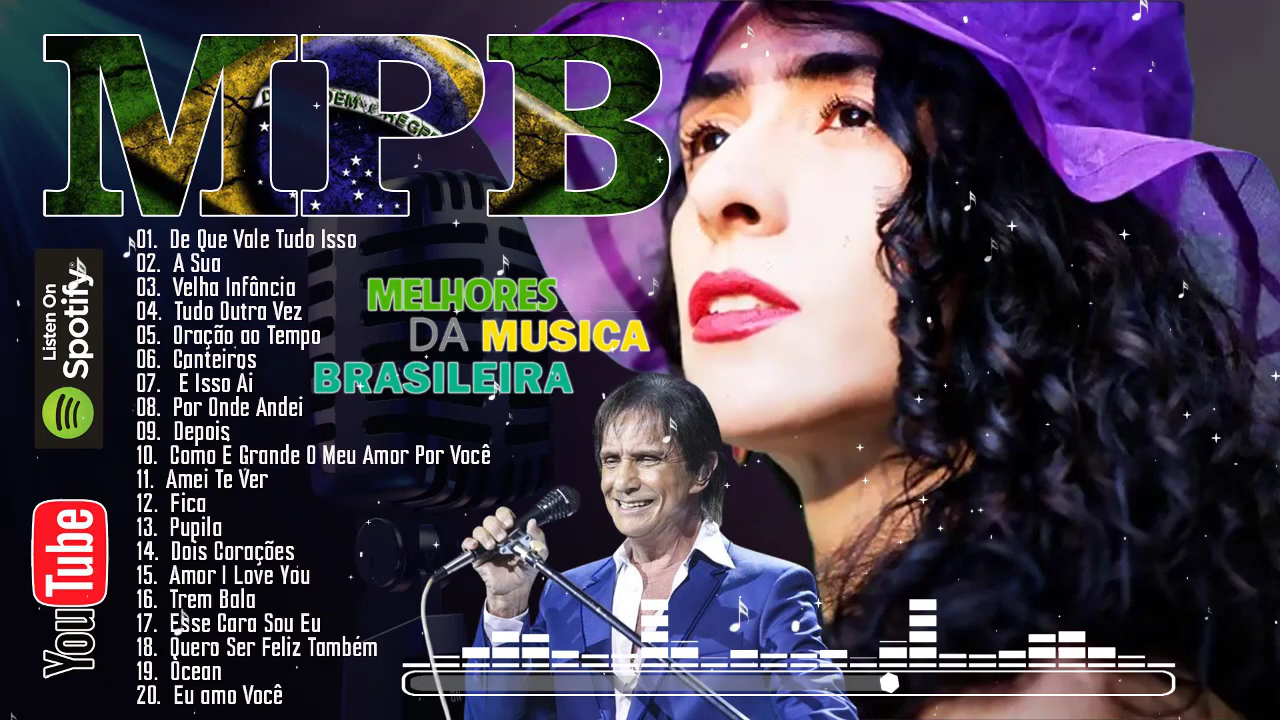 MPB
01. De Que Vale Tudo Isso
02. A Sua
03. Velha Infância
04. Tudo Outra Vez
05. Oração ao Tempo
06. Canteiros
07. E Isso Ai
08. Por Onde Andei
09. Depois
10. Como E Grande O Meu Amor Por Você
11. Amei Te Ver
12. Fica
13. Pupila
14. Dois Corações
15. Amor I Love You
16. Trem Bala
17. Esse Cara Sou Eu
18. Quero Ser Feliz Também
19. Ocean
20. Eu amo Você
MELHORES
DA MUSICA
BRASILEIRA
Listen On
Spotify
YouTube